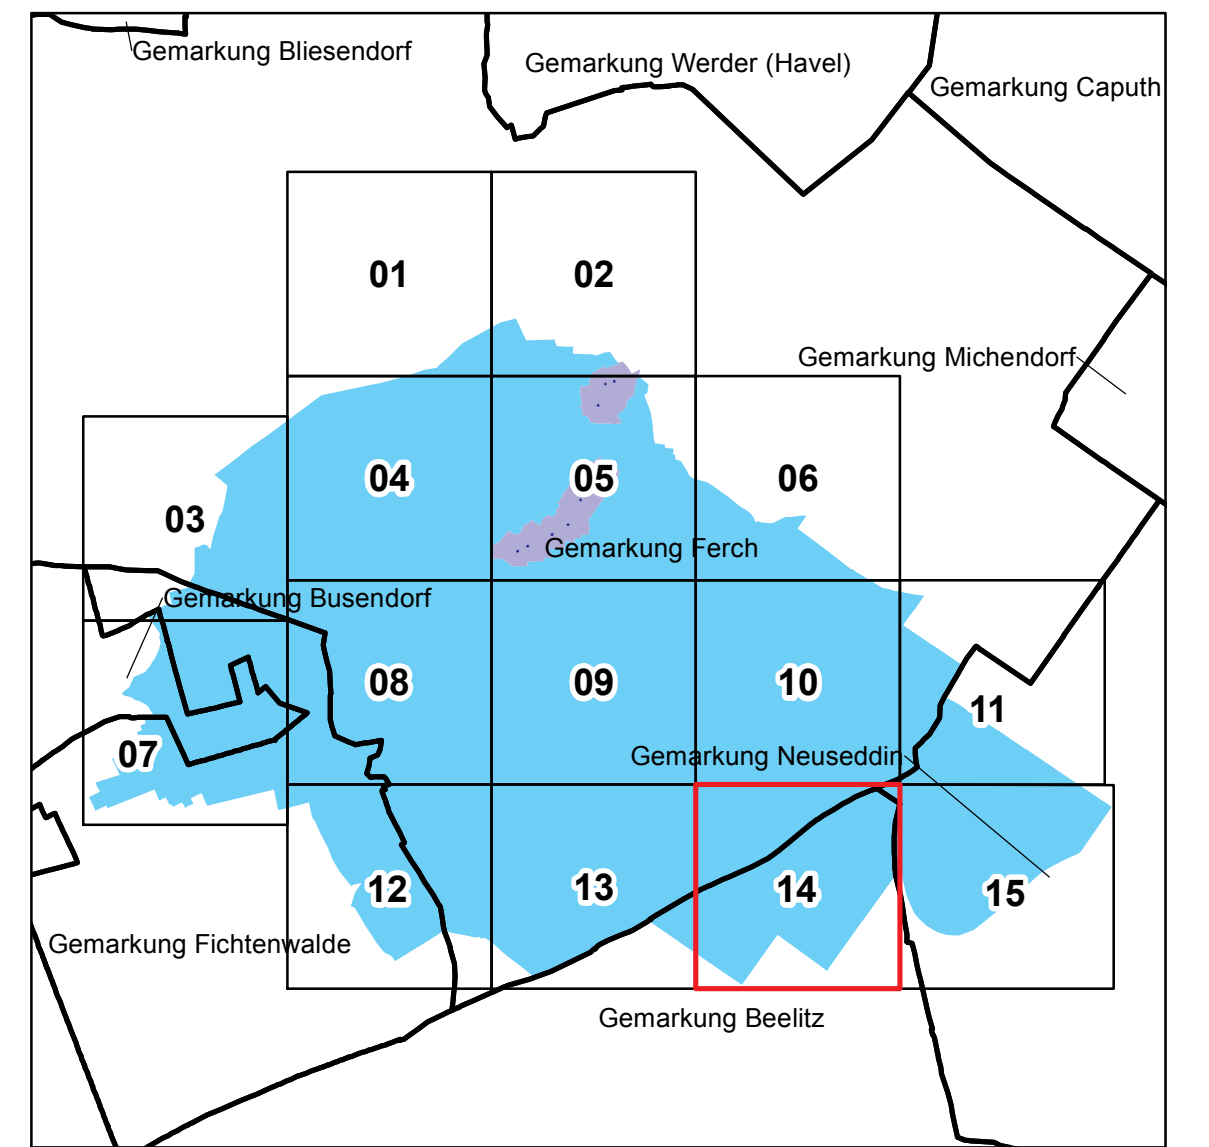 Gemarkung Bliesendorf
Gemarkung Werder (Havel)
Gemarkung Caputh
01
02
Gemarkung Michendorf
04
05
06
03
Gemarkung Ferch
Gemarkung Busendorf
08
09
10
11
07
Gemarkung Neuseddin
12
13
14
15
Gemarkung Fichtenwalde
Gemarkung Beelitz